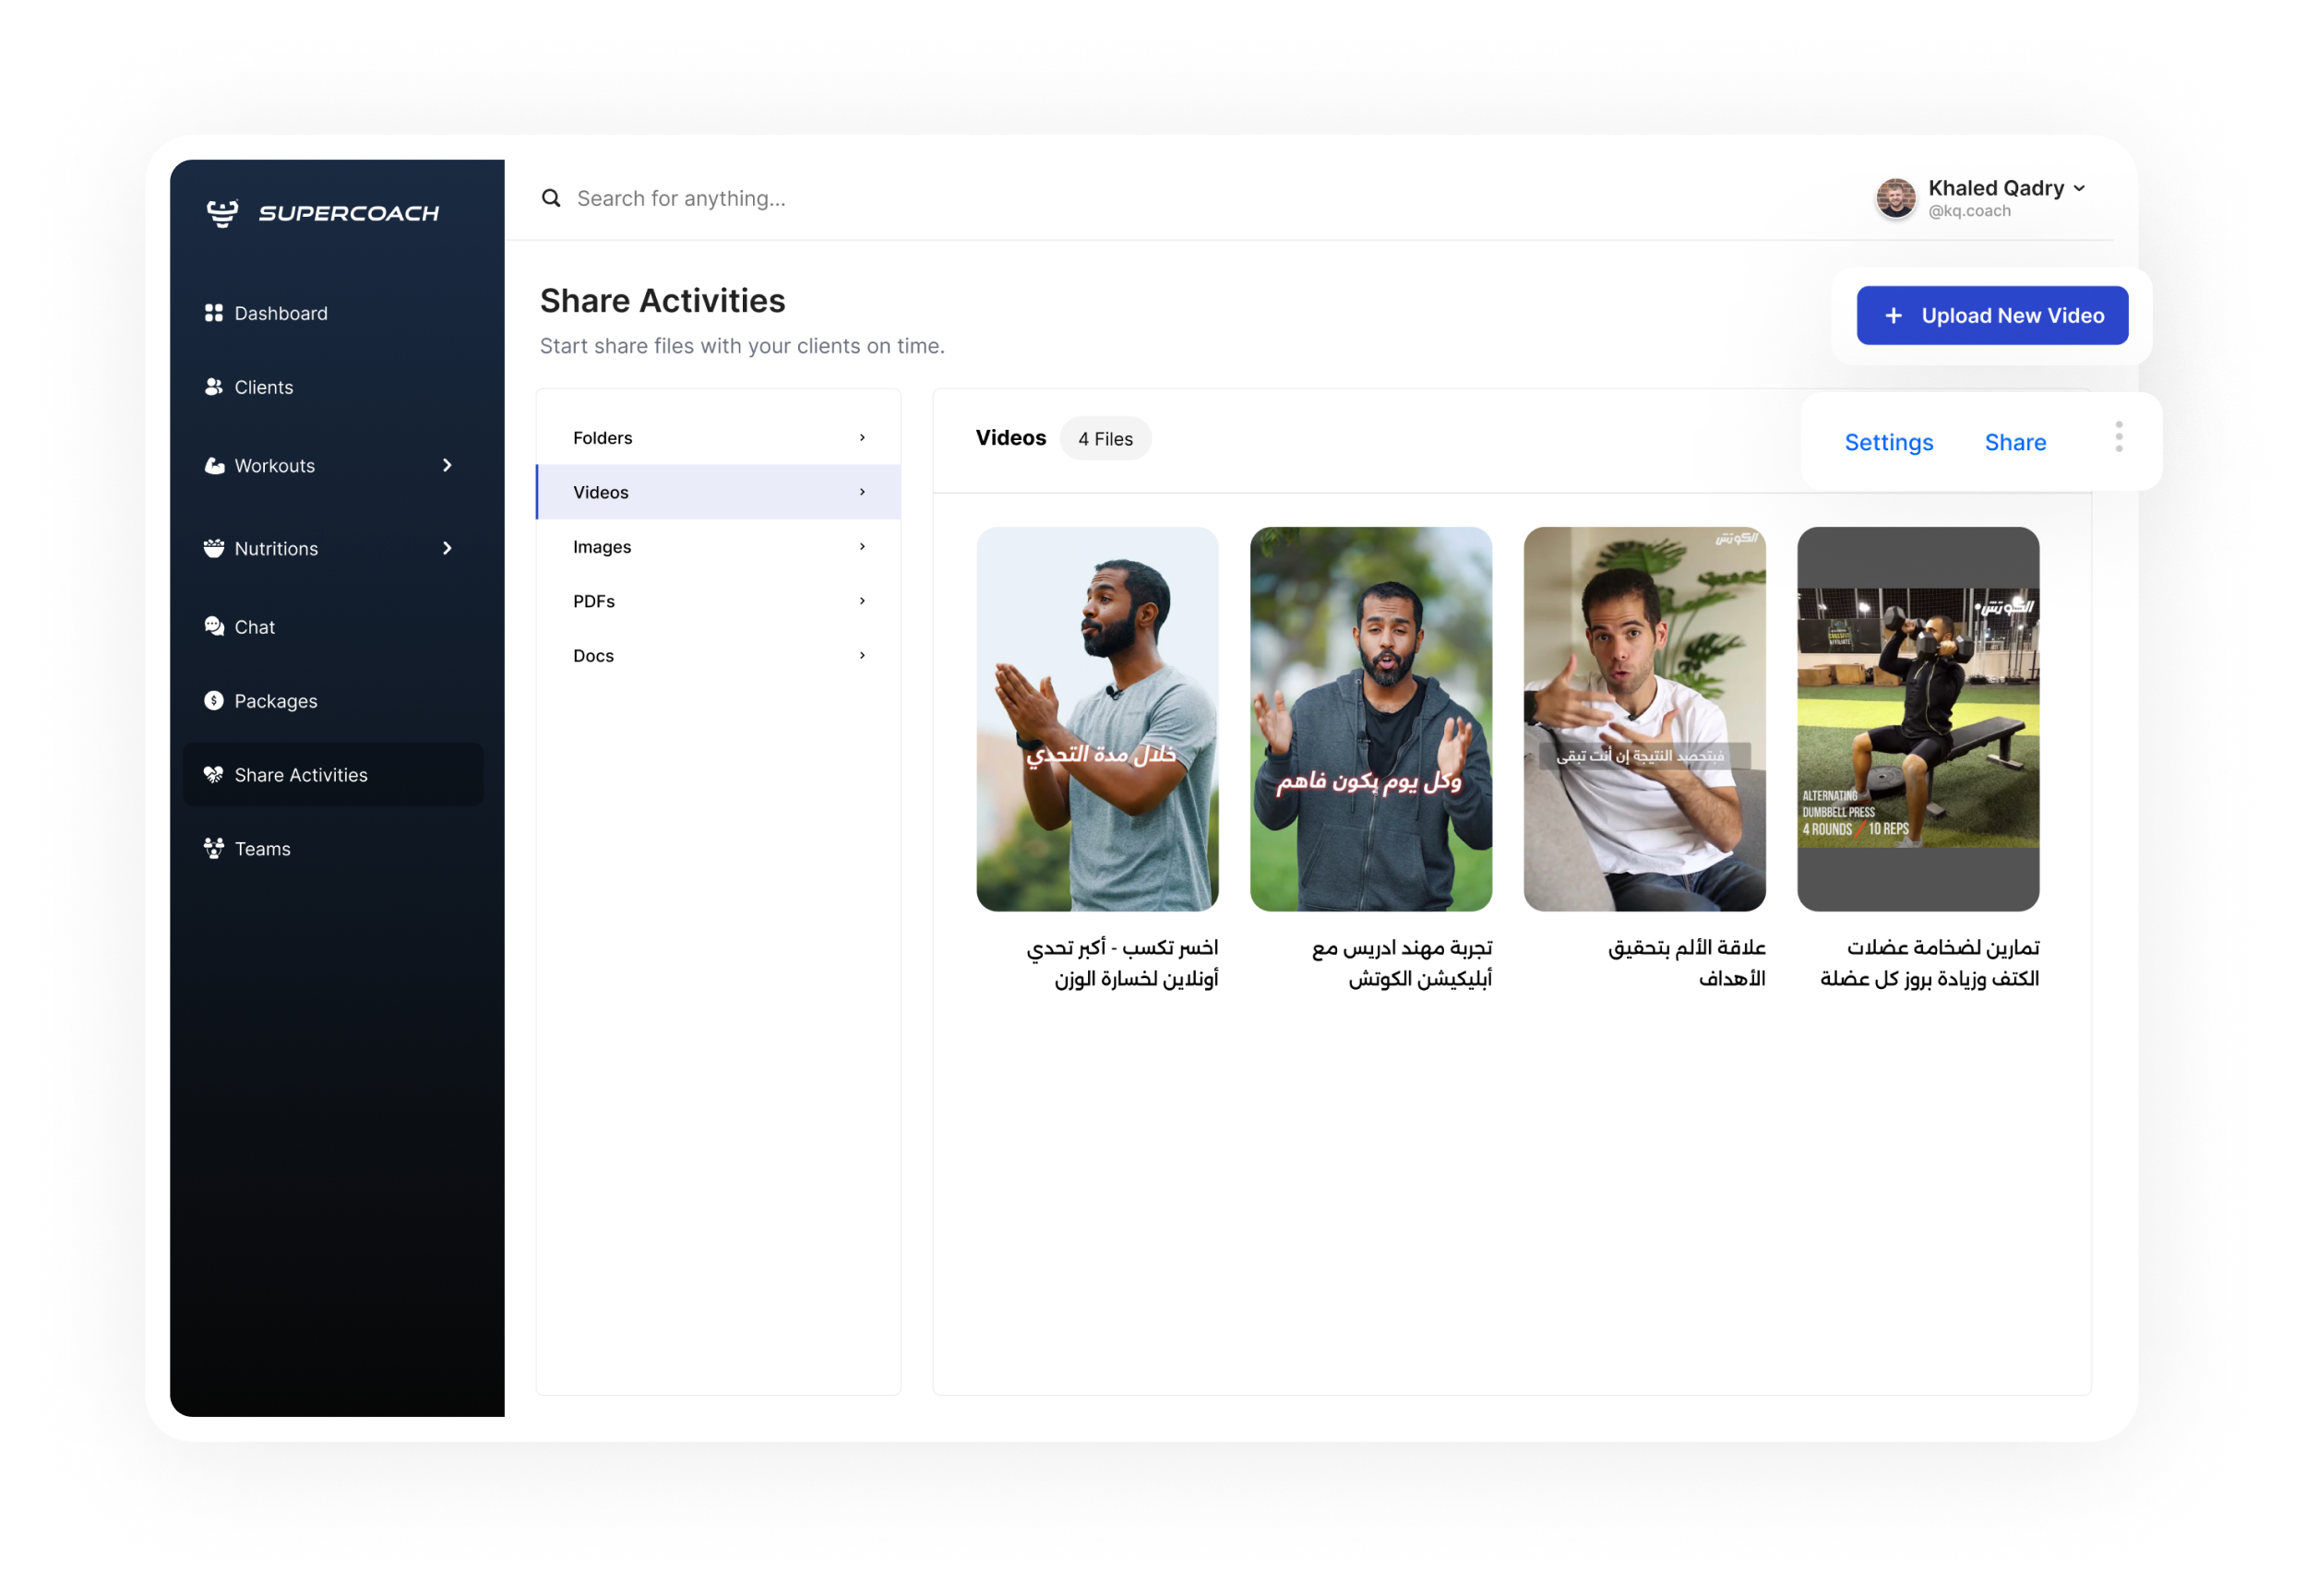 SUPERCOACH
Dashboard
Clients
Workouts
Nutritions
Chat
Packages
Share Activities
Teams
Search for anything...
Khaled Qadry
@kq.coach
Share Activities
Start share files with your clients on time.
+ Upload New Video
Folders
Videos
Images
PDFs
Docs
Videos
4 Files
Settings
Share
خلال مدة التحدي
اخسر تكسب - أكبر تحدي
أونلاين لخسارة الوزن
وكل يوم يكون فاهم
تجربة مهند ادريس مع
أبليكيشن الكوتش
الكوتش
فبتحصد النتيجة إن أنت تبقى
علاقة الألم بتحقيق
الأهداف
الكوتش
CROSSFIT
AFFILIATE
ALTERNATING
DUMBBELL PRESS
4 ROUNDS / 10 REPS
تمارين لضخامة عضلات
الكتف وزيادة بروز كل عضلة